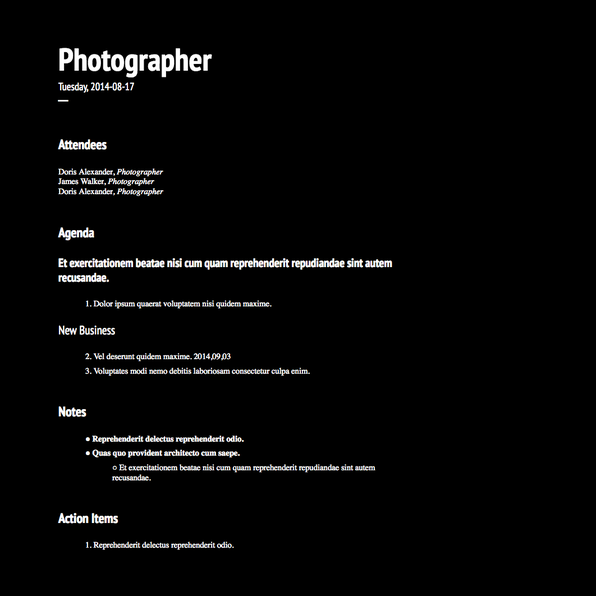 Photographer
Tuesday, 2014-08-17
—
Attendees
Doris Alexander, Photographer
James Walker, Photographer
Doris Alexander, Photographer
Agenda
Et exercitationem beatae nisi cum quam reprehenderit repudiandae sint autem
recusandae.
1. Dolor ipsum quaerat voluptatem nisi quidem maxime.
New Business
2. Vel deserunt quidem maxime. 2014,09,03
3. Voluptates modi nemo debitis laboriosam consectetur culpa enim.
Notes
● Reprehenderit delectus reprehenderit odio.
● Quas quo provident architecto cum saepe.
○ Et exercitationem beatae nisi cum quam reprehenderit repudiandae sint autem
recusandae.
Action Items
1. Reprehenderit delectus reprehenderit odio.